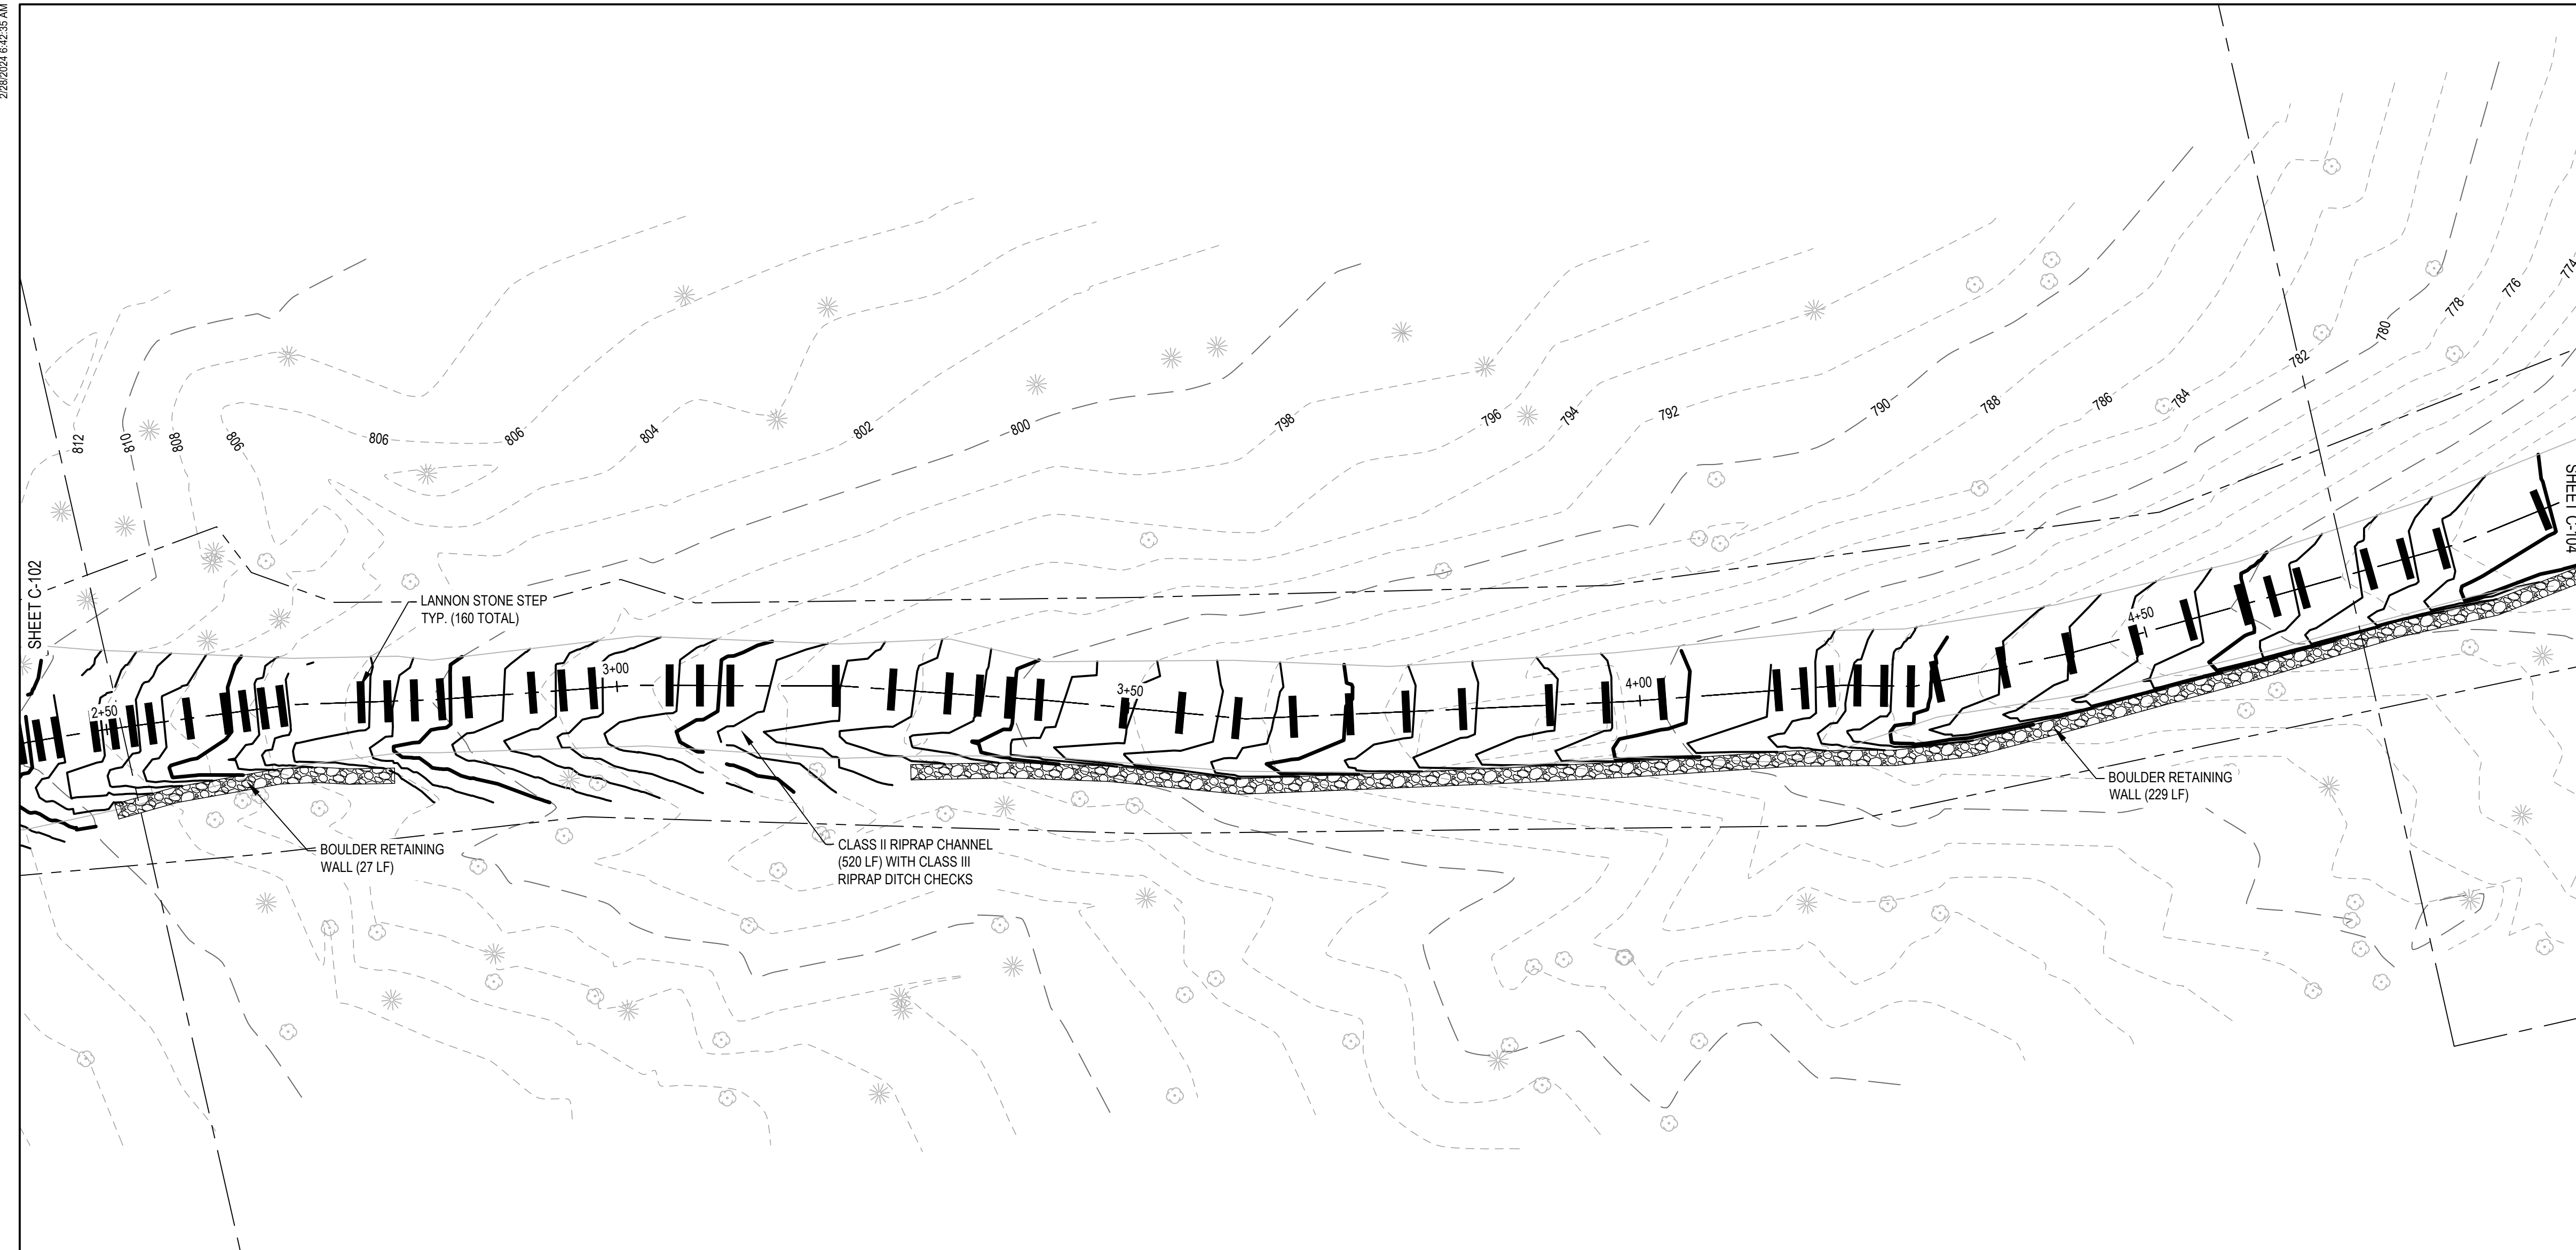 2/28/2024 6:42:35 AM
SHEET C-102
812
810
808
806
806
806
804
802
800
798
796
794
792
790
788
786
784
782
780
778
776
774
SHEET C-104
LANNON STONE STEP
TYP. (160 TOTAL)
2+50
3+00
3+50
4+00
4+50
BOULDER RETAINING
WALL (27 LF)
CLASS II RIPRAP CHANNEL
(520 LF) WITH CLASS III
RIPRAP DITCH CHECKS
BOULDER RETAINING
WALL (229 LF)